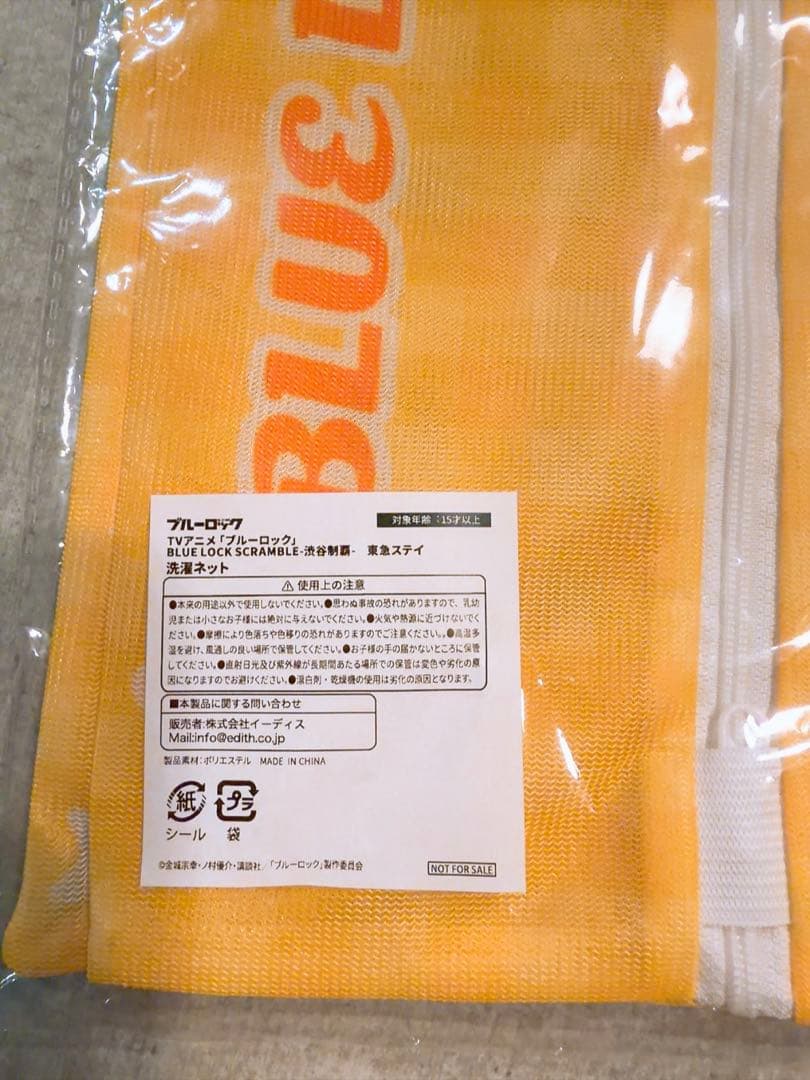 BLUE L
ブルーロック
対象年齢：15才以上
TVアニメ「ブルーロック」
BLUE LOCK SCRAMBLE-渋谷制覇-　東急ステイ
洗濯ネット
⚠使用上の注意
●本来の用途以外で使用しないでください。●思わぬ事故の恐れがありますので、乳幼
児または小さなお子様には絶対に与えないでください。●火気や熱源に近づけないでく
ださい。●摩擦により色落ちや色移りの恐れがありますのでご注意ください。。●高温多
湿を避け、風通しの良い場所で保管してください。●お子様の手の届かないところに保管
してください。●直射日光及び紫外線が長期間あたる場所での保管は変色や劣化の原
因になりますのでお避けください。●漂白剤・乾燥機の使用は劣化の原因となります。
■本製品に関する問い合わせ
販売者:株式会社イーディス
Mail:info@edith.co.jp
製品素材：ポリエステル　MADE IN CHINA
紙 プラ
シール 袋
©金城宗幸・ノ村優介・講談社/「ブルーロック」製作委員会
NOT FOR SALE